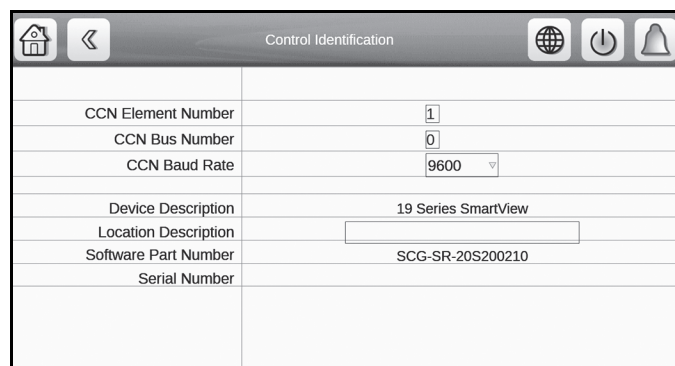 Control Identification
CCN Element Number 1
CCN Bus Number 0
CCN Baud Rate 9600
Device Description 19 Series SmartView
Location Description
Software Part Number SCG-SR-20S200210
Serial Number